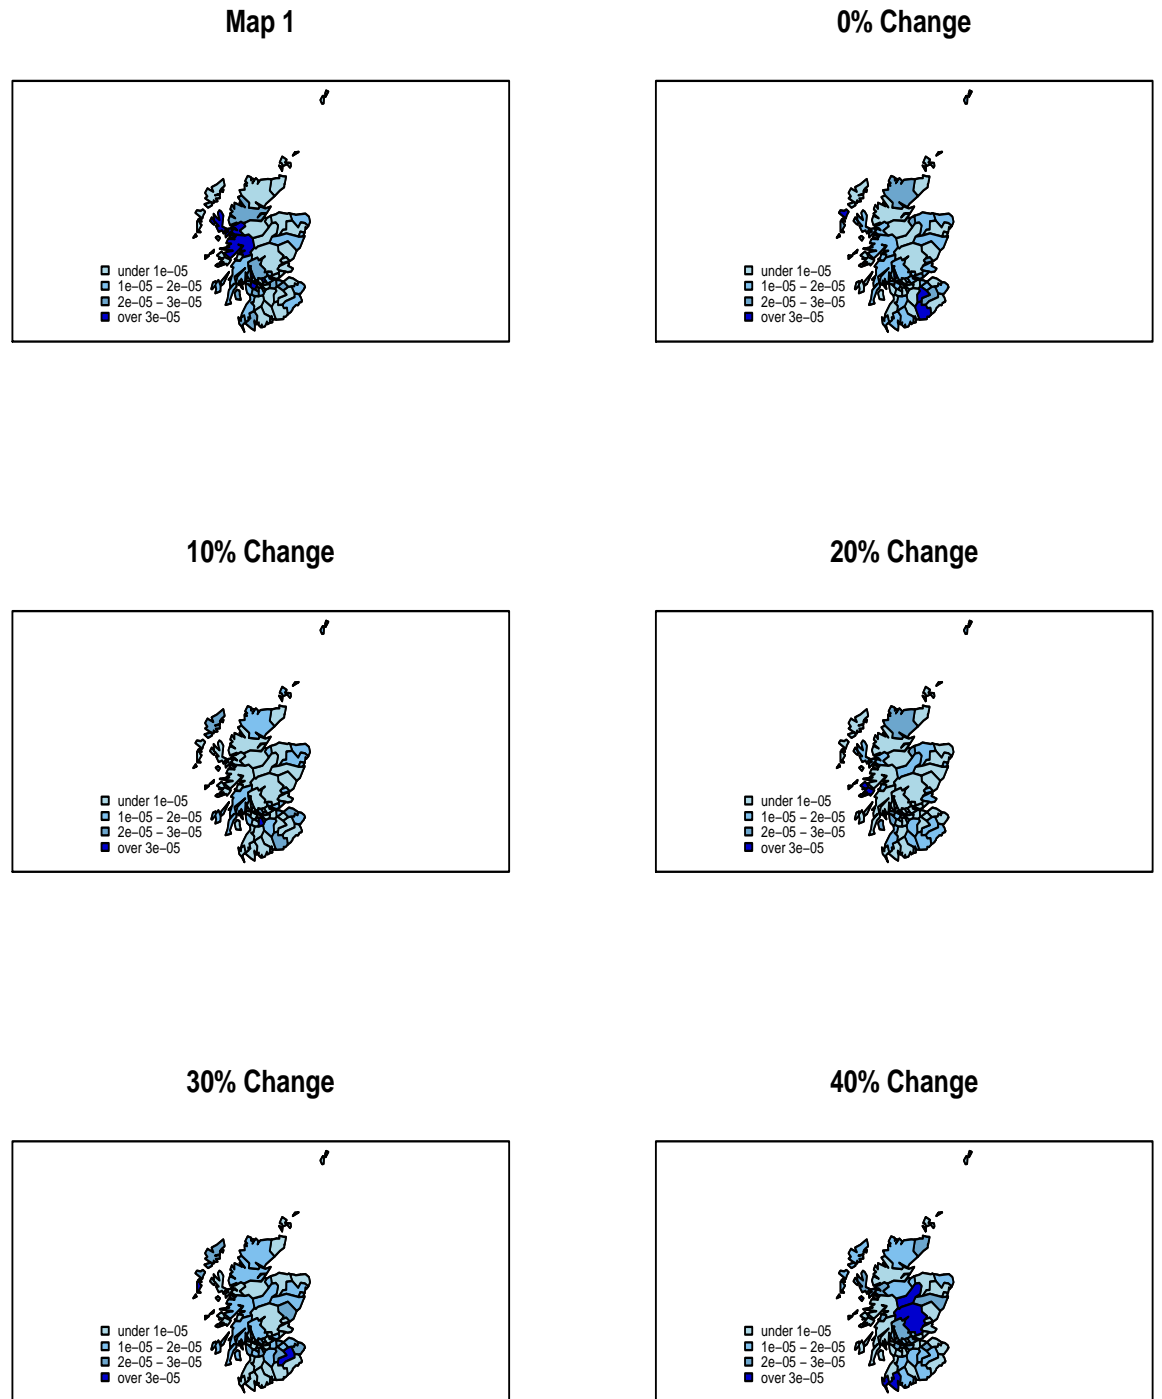 Map 1
under 1e−05
1e−05 − 2e−05
2e−05 − 3e−05
over 3e−05
0% Change
under 1e−05
1e−05 − 2e−05
2e−05 − 3e−05
over 3e−05
10% Change
under 1e−05
1e−05 − 2e−05
2e−05 − 3e−05
over 3e−05
20% Change
under 1e−05
1e−05 − 2e−05
2e−05 − 3e−05
over 3e−05
30% Change
under 1e−05
1e−05 − 2e−05
2e−05 − 3e−05
over 3e−05
40% Change
under 1e−05
1e−05 − 2e−05
2e−05 − 3e−05
over 3e−05